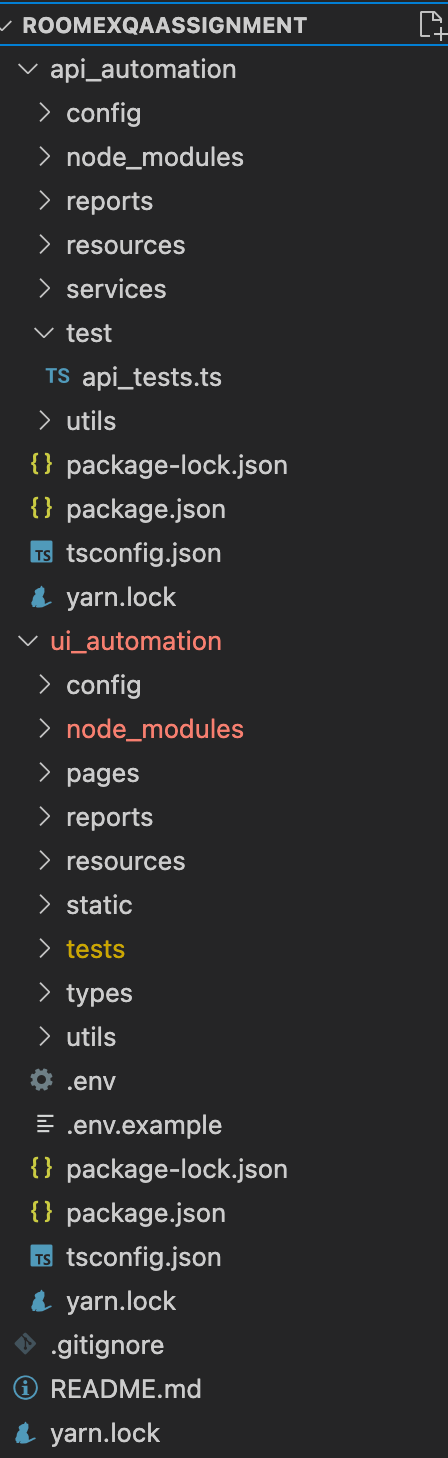 ROOMEXQAASSIGNMENT
api_automation
config
node_modules
reports
resources
services
test
TS api_tests.ts
utils
{} package-lock.json
{} package.json
TS tsconfig.json
yarn.lock
ui_automation
config
node_modules
pages
reports
resources
static
tests
types
utils
.env
.env.example
{} package-lock.json
{} package.json
TS tsconfig.json
yarn.lock
.gitignore
README.md
yarn.lock